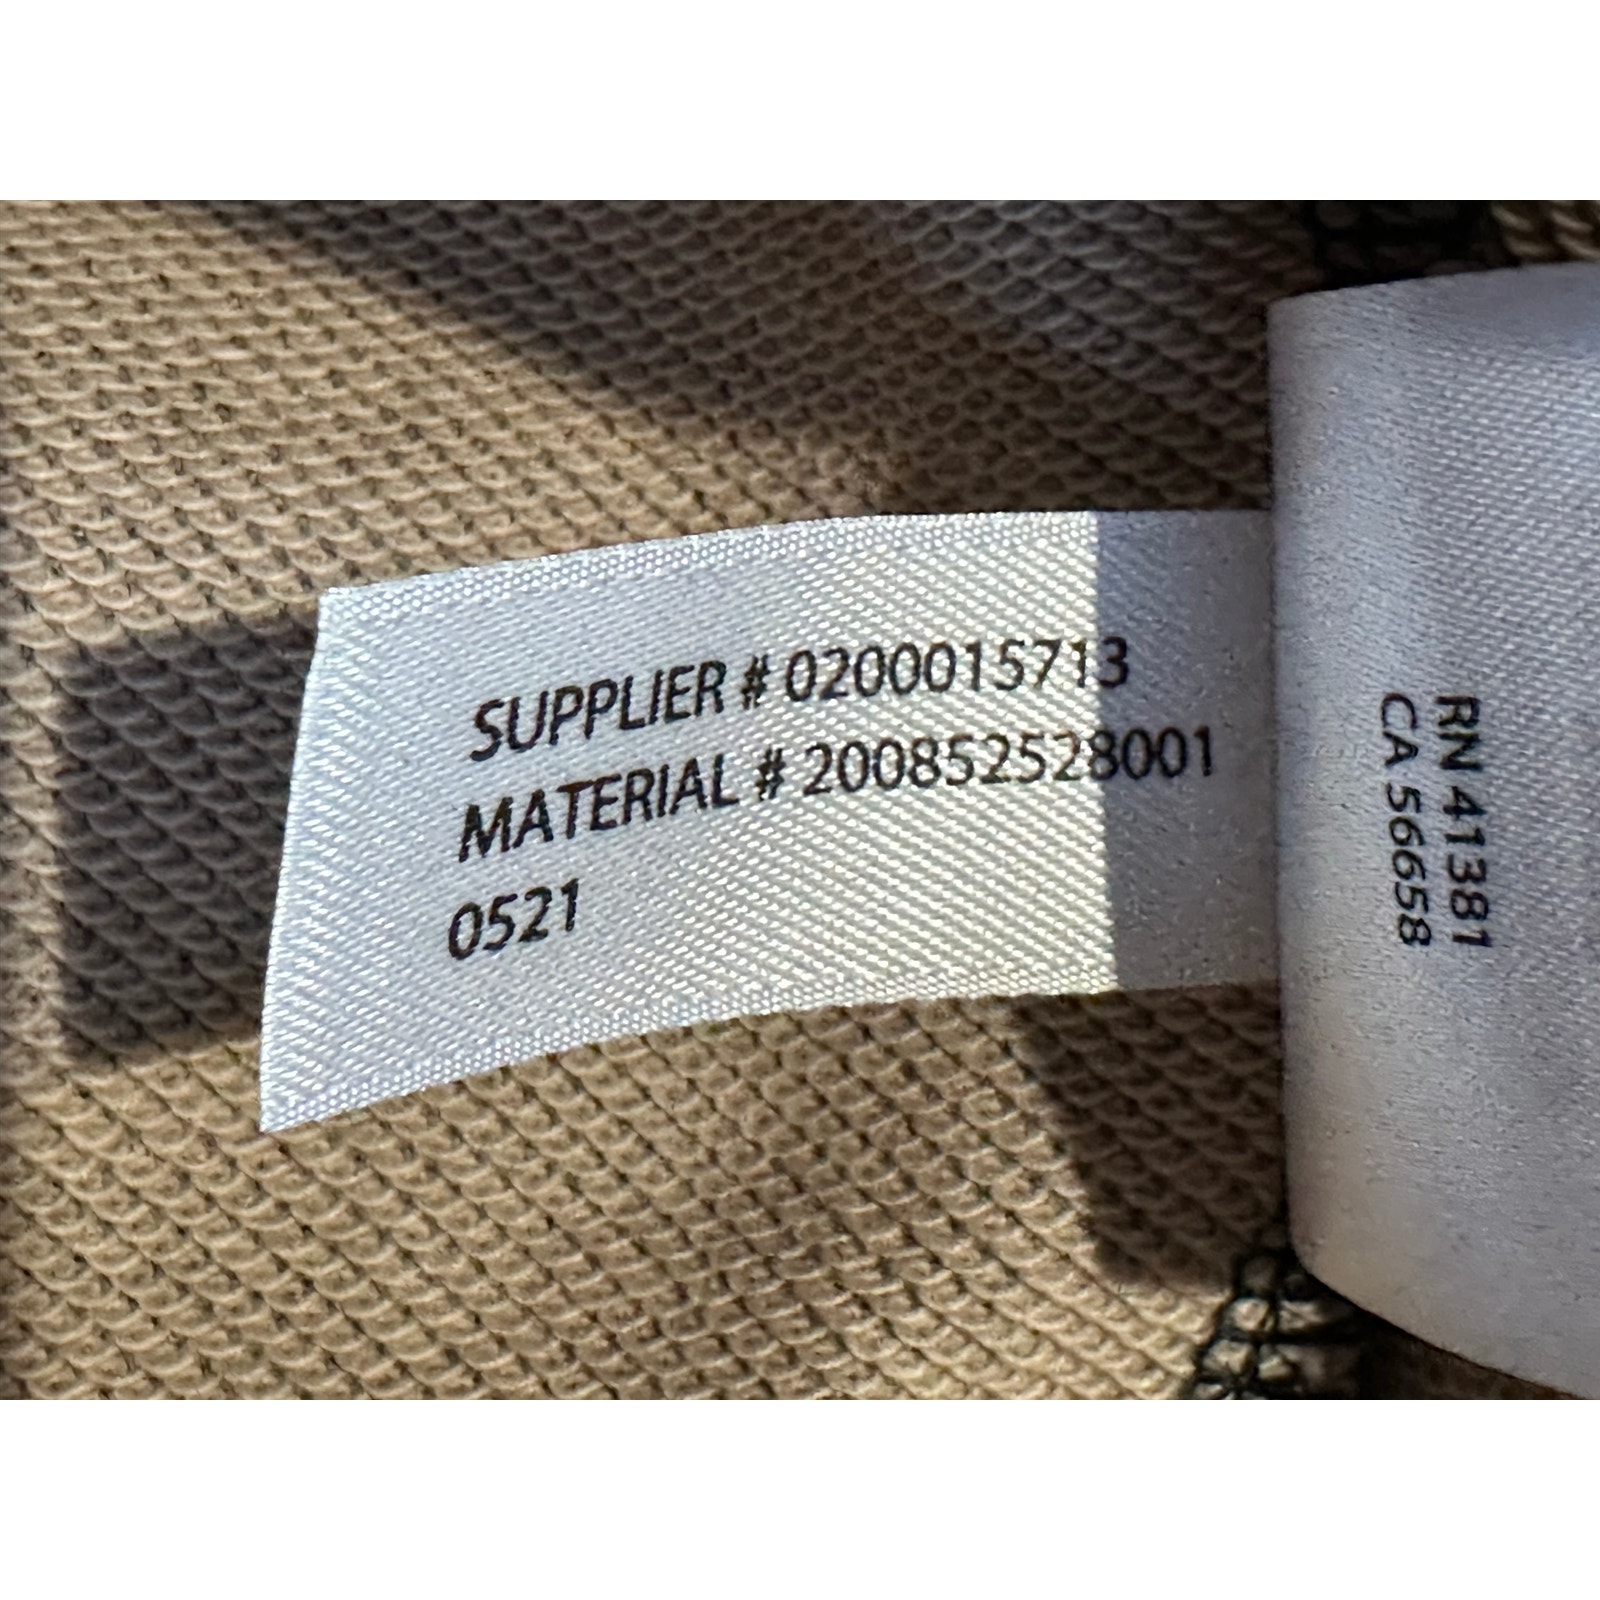 SUPPLIER # 0200015713
MATERIAL # 200852528001
0521
RN 41381
CA 56658